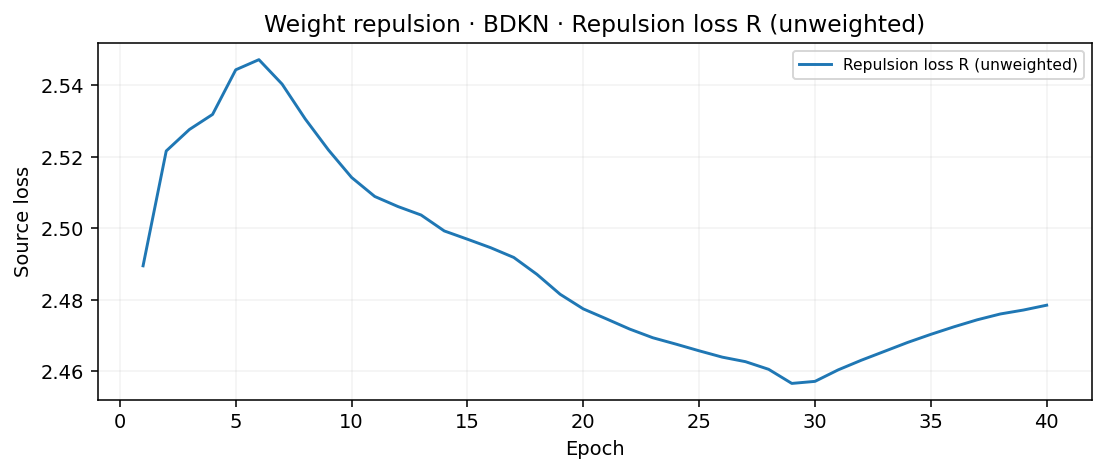 Weight repulsion · BDKN · Repulsion loss R (unweighted)
Repulsion loss R (unweighted)
Source loss
2.54
2.52
2.50
2.48
2.46
0 5 10 15 20 25 30 35 40
Epoch